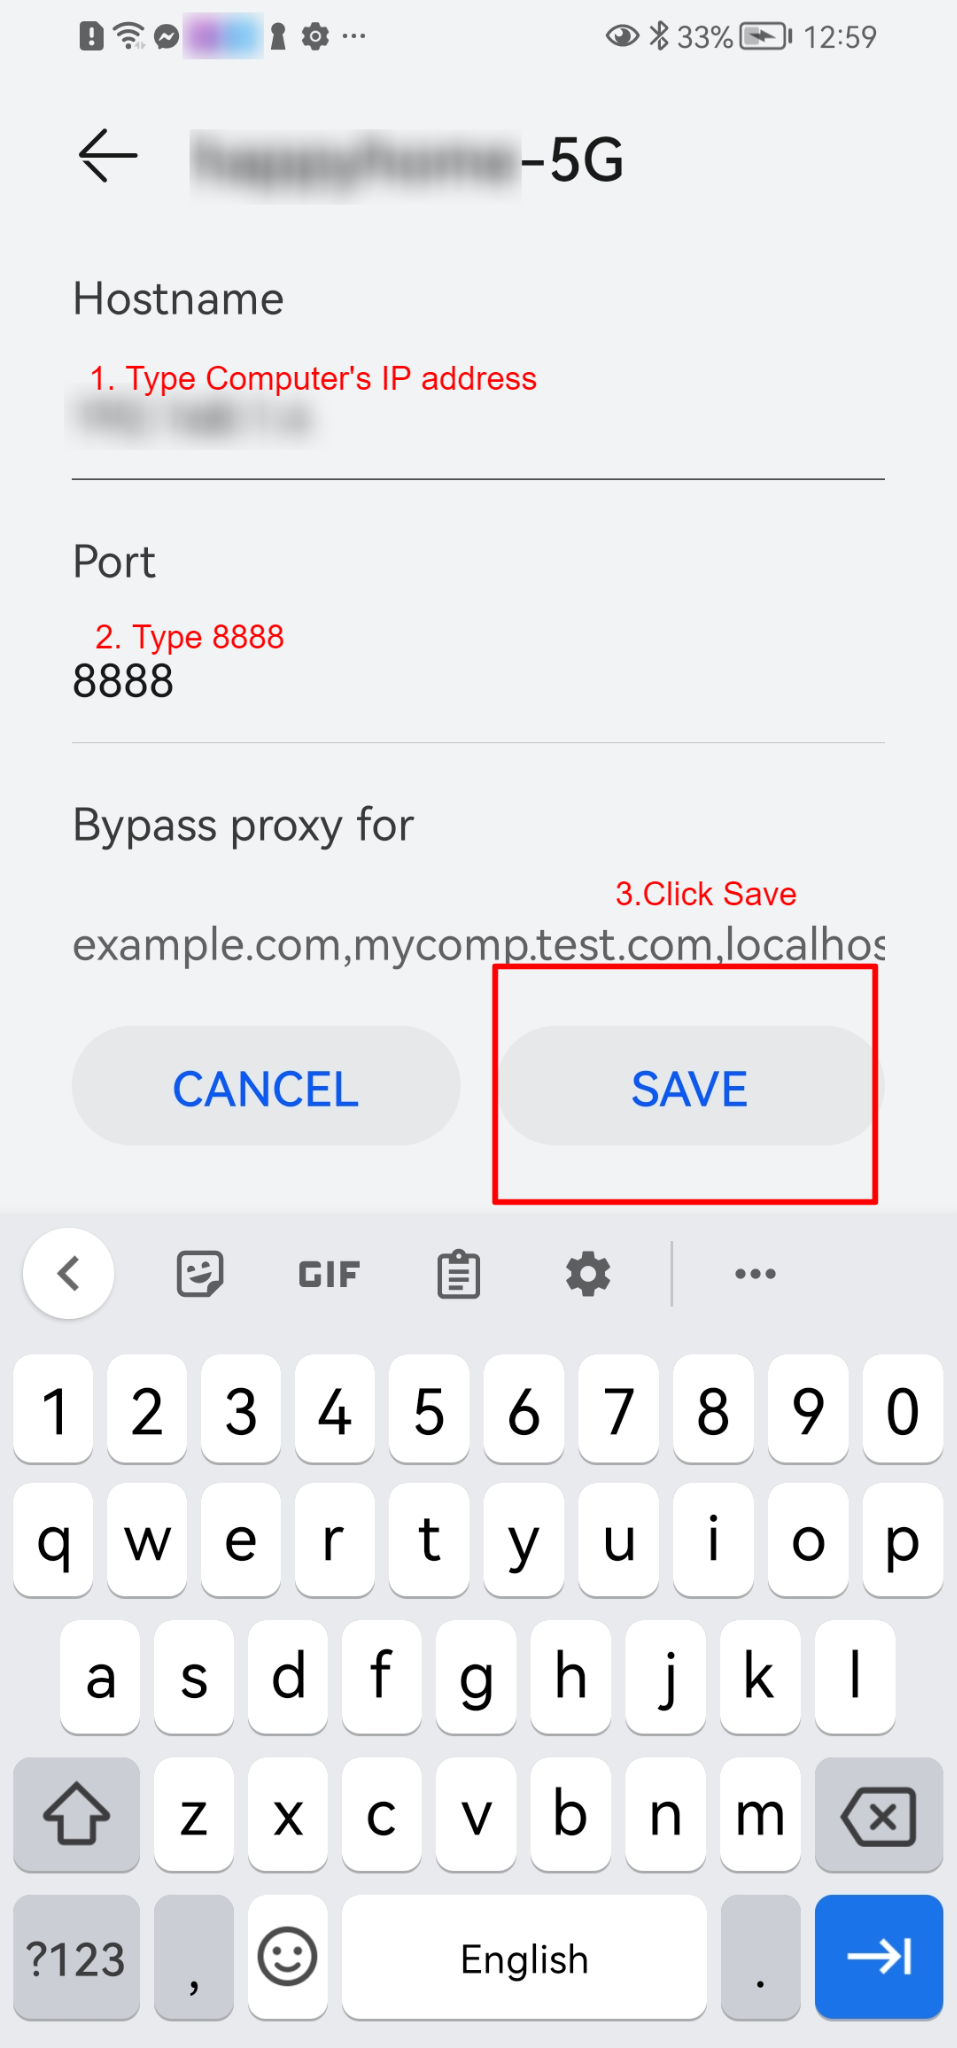 33% 12:59
-5G
Hostname
1. Type Computer's IP address
Port
2. Type 8888
8888
Bypass proxy for
3.Click Save
example.com,mycomp.test.com,localhos
CANCEL SAVE
GIF
1 2 3 4 5 6 7 8 9 0
q w e r t y u i o p
a s d f g h j k l
z x c v b n m
?123 , English .